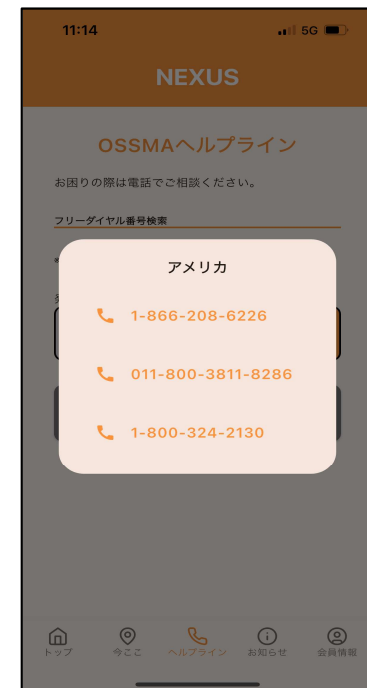 11:14
5G
NEXUS
OSSMAヘルプライン
お困りの際は電話でご相談ください。
フリーダイヤル番号検索
*
アメリカ
1-866-208-6226
011-800-3811-8286
1-800-324-2130
トップ
今ここ
ヘルプライン
お知らせ
会員情報